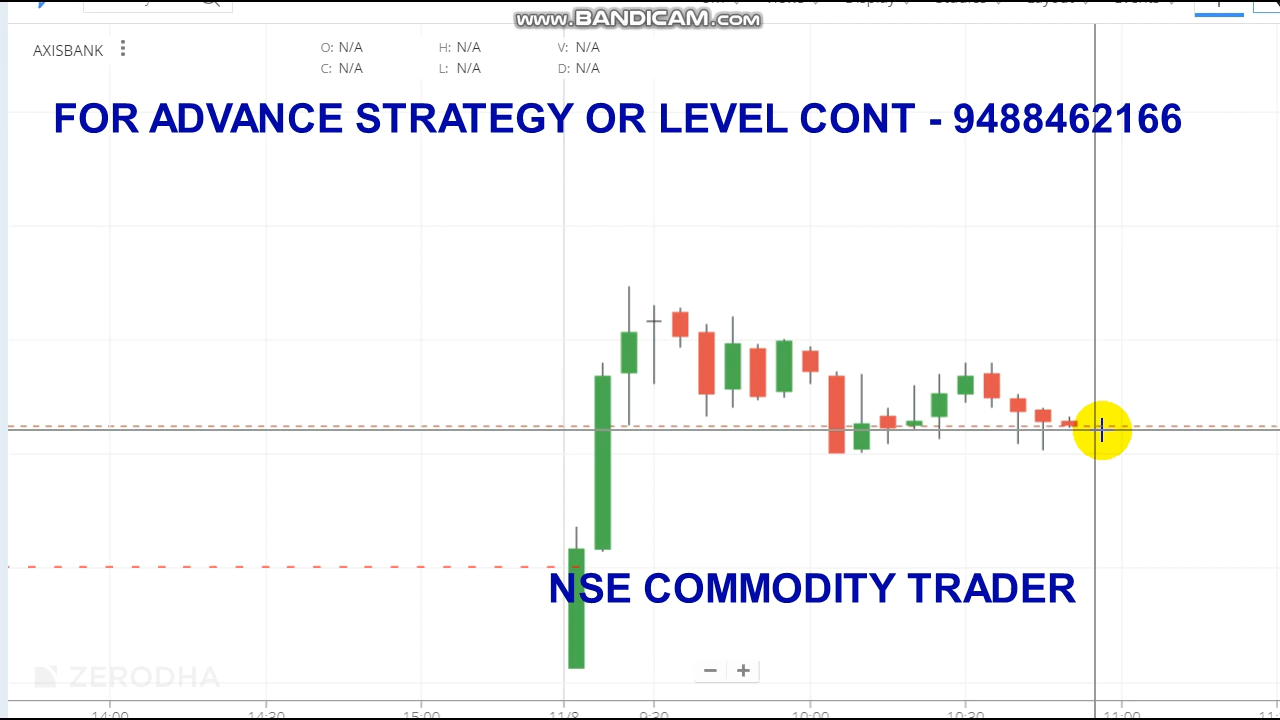 www.BANDICAM.com
AXISBANK
O: N/A H: N/A V: N/A
C: N/A L: N/A D: N/A
FOR ADVANCE STRATEGY OR LEVEL CONT - 9488462166
NSE COMMODITY TRADER
ZERODHA
14:00 14:30 15:00 11/8 9:30 10:00 10:30 11:00